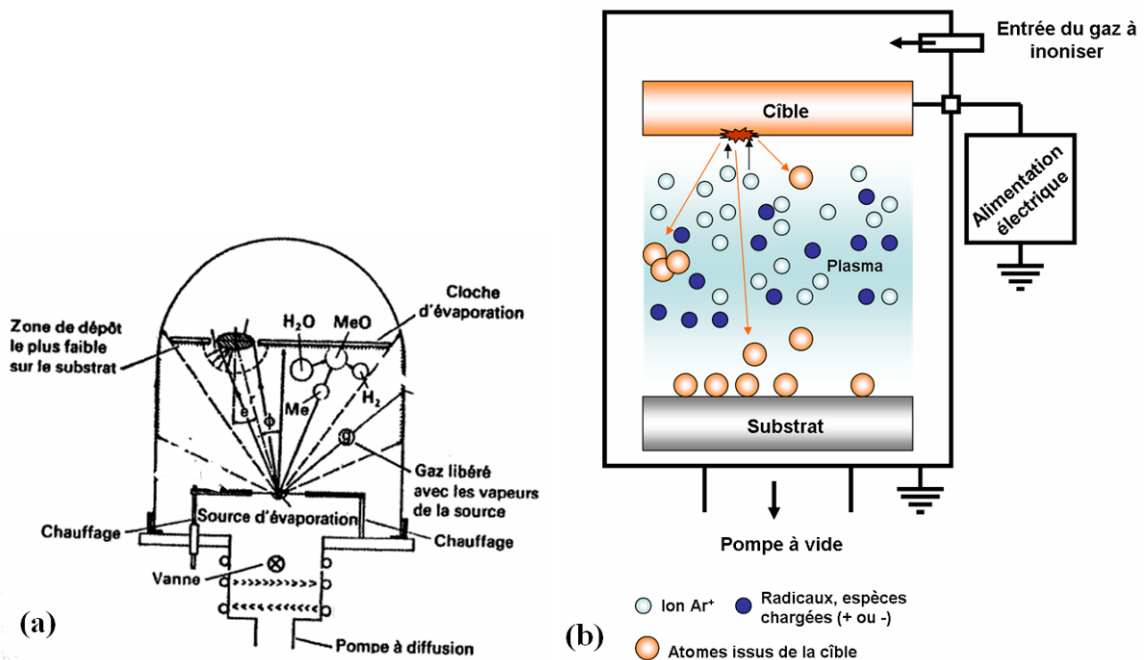 Zone de dépôt
le plus faible
sur le substrat
H₂O
MeO
Cloche
d'évaporation
Me
H₂
e
r
ϕ
g
Gaz libéré
avec les vapeurs
de la source
Chauffage
Source d'évaporation
Chauffage
Vanne
Pompe à diffusion
(a)
Entrée du gaz à
inoniser
Cîble
Alimentation
électrique
Plasma
Substrat
Pompe à vide
Ion Ar⁺
Radicaux, espèces
chargées (+ ou -)
Atomes issus de la cîble
(b)